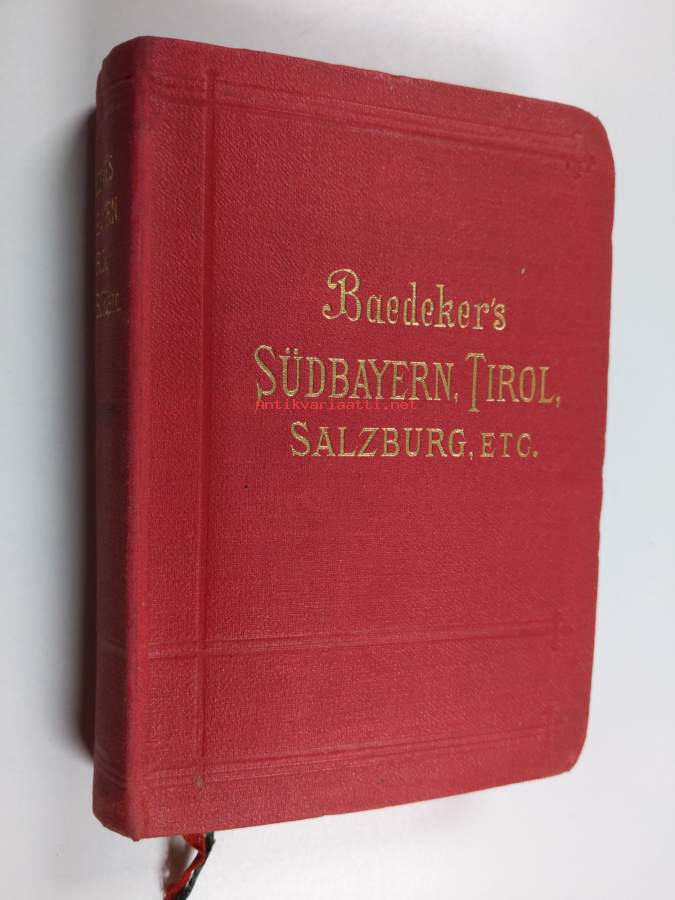 Baedeker's
SÜDBAYERN, TIROL,
antikvariaatti.net
SALZBURG, ETC.